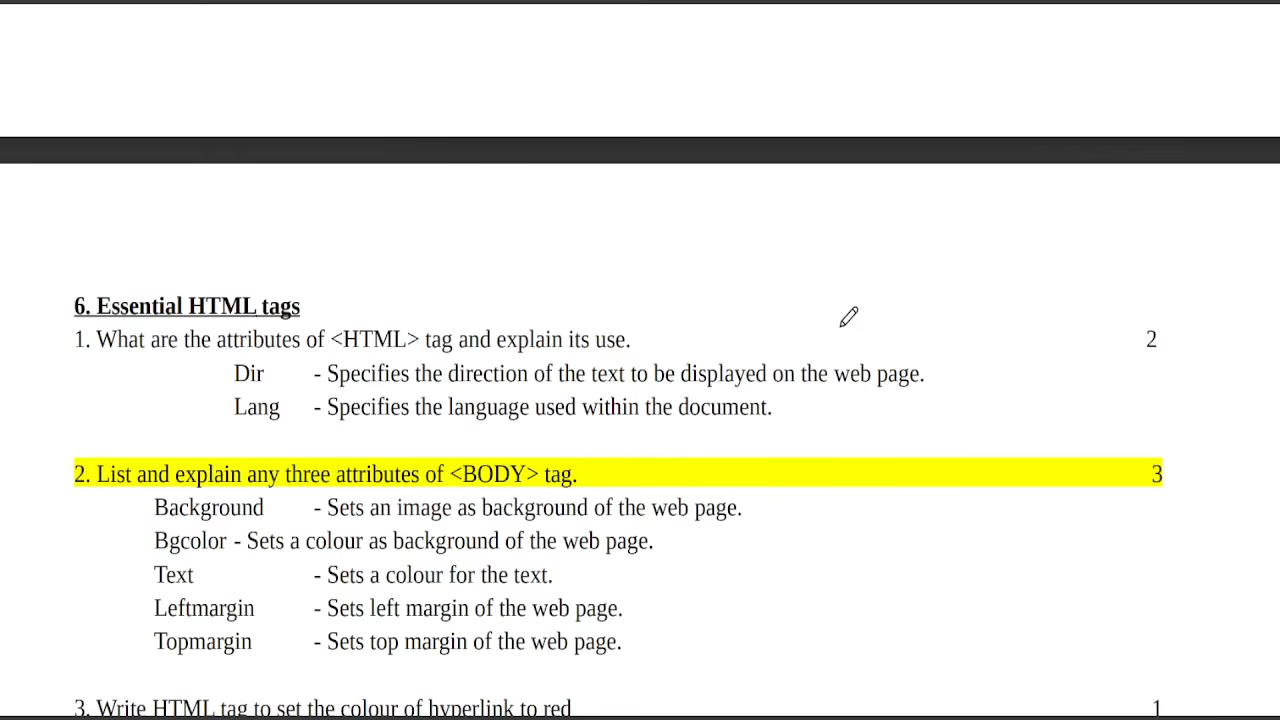 6. Essential HTML tags
1. What are the attributes of <HTML> tag and explain its use. 2
Dir - Specifies the direction of the text to be displayed on the web page.
Lang - Specifies the language used within the document.
2. List and explain any three attributes of <BODY> tag. 3
Background - Sets an image as background of the web page.
Bgcolor - Sets a colour as background of the web page.
Text - Sets a colour for the text.
Leftmargin - Sets left margin of the web page.
Topmargin - Sets top margin of the web page.
3. Write HTML tag to set the colour of hyperlink to red 1